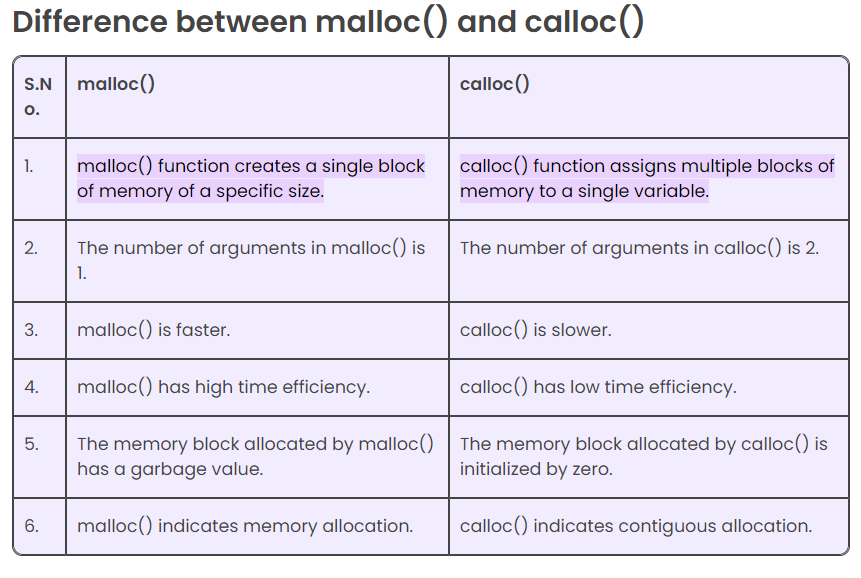 Difference between malloc() and calloc()
S.N
o.
malloc()
calloc()
1.
malloc() function creates a single block
of memory of a specific size.
calloc() function assigns multiple blocks of
memory to a single variable.
2.
The number of arguments in malloc() is
1.
The number of arguments in calloc() is 2.
3.
malloc() is faster.
calloc() is slower.
4.
malloc() has high time efficiency.
calloc() has low time efficiency.
5.
The memory block allocated by malloc()
has a garbage value.
The memory block allocated by calloc() is
initialized by zero.
6.
malloc() indicates memory allocation.
calloc() indicates contiguous allocation.